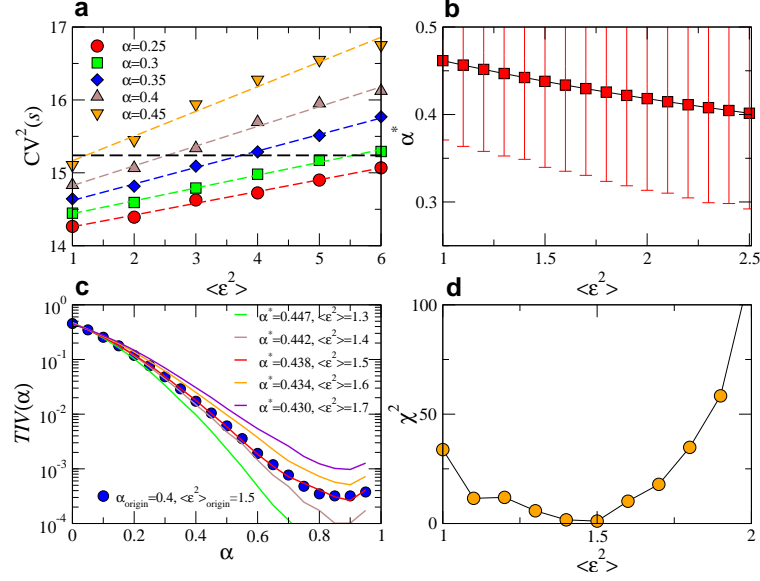 a
CV²(s)
17
16
15
14
1 2 3 4 5 6
<ε²>
α=0.25
α=0.3
α=0.35
α=0.4
α=0.45
b
α*
0.5
0.4
0.3
1 1.5 2 2.5
<ε²>
c
TIV(α)
10⁰
10⁻¹
10⁻²
10⁻³
10⁻⁴
0 0.2 0.4 0.6 0.8 1
α
α*=0.447, <ε²>=1.3
α*=0.442, <ε²>=1.4
α*=0.438, <ε²>=1.5
α*=0.434, <ε²>=1.6
α*=0.430, <ε²>=1.7
α_origin=0.4, <ε²>_origin=1.5
d
χ²
100
50
0
1 1.5 2
<ε²>